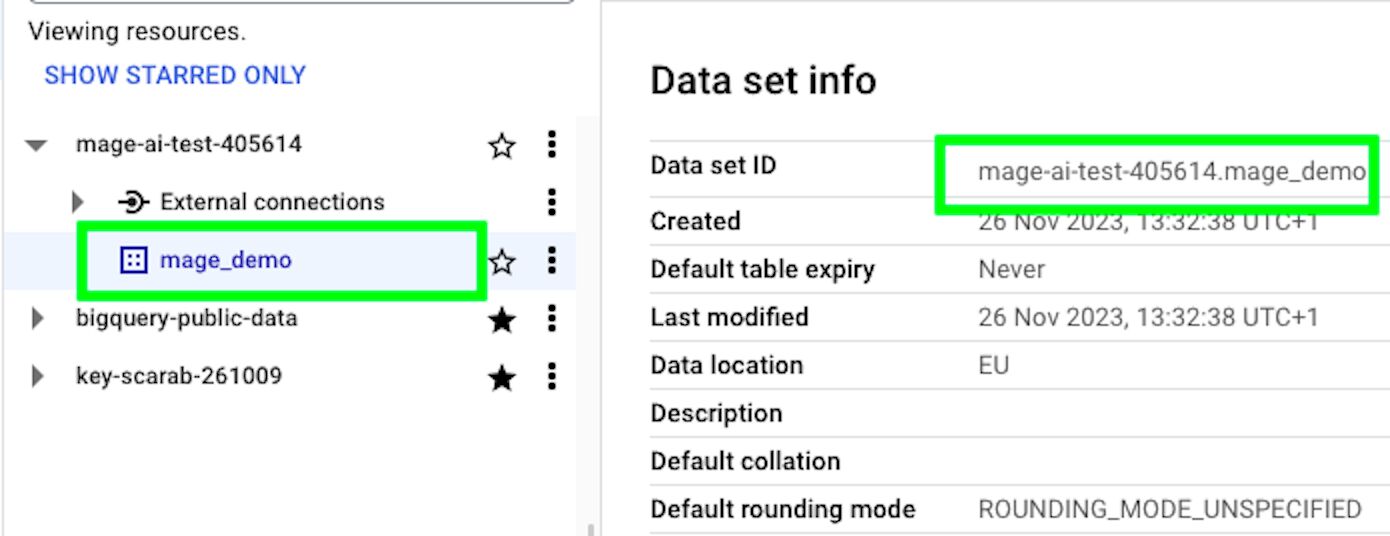 Viewing resources.
SHOW STARRED ONLY
mage-ai-test-405614
External connections
mage_demo
bigquery-public-data
key-scarab-261009
Data set info
Data set ID mage-ai-test-405614.mage_demo
Created 26 Nov 2023, 13:32:38 UTC+1
Default table expiry Never
Last modified 26 Nov 2023, 13:32:38 UTC+1
Data location EU
Description
Default collation
Default rounding mode ROUNDING_MODE_UNSPECIFIED